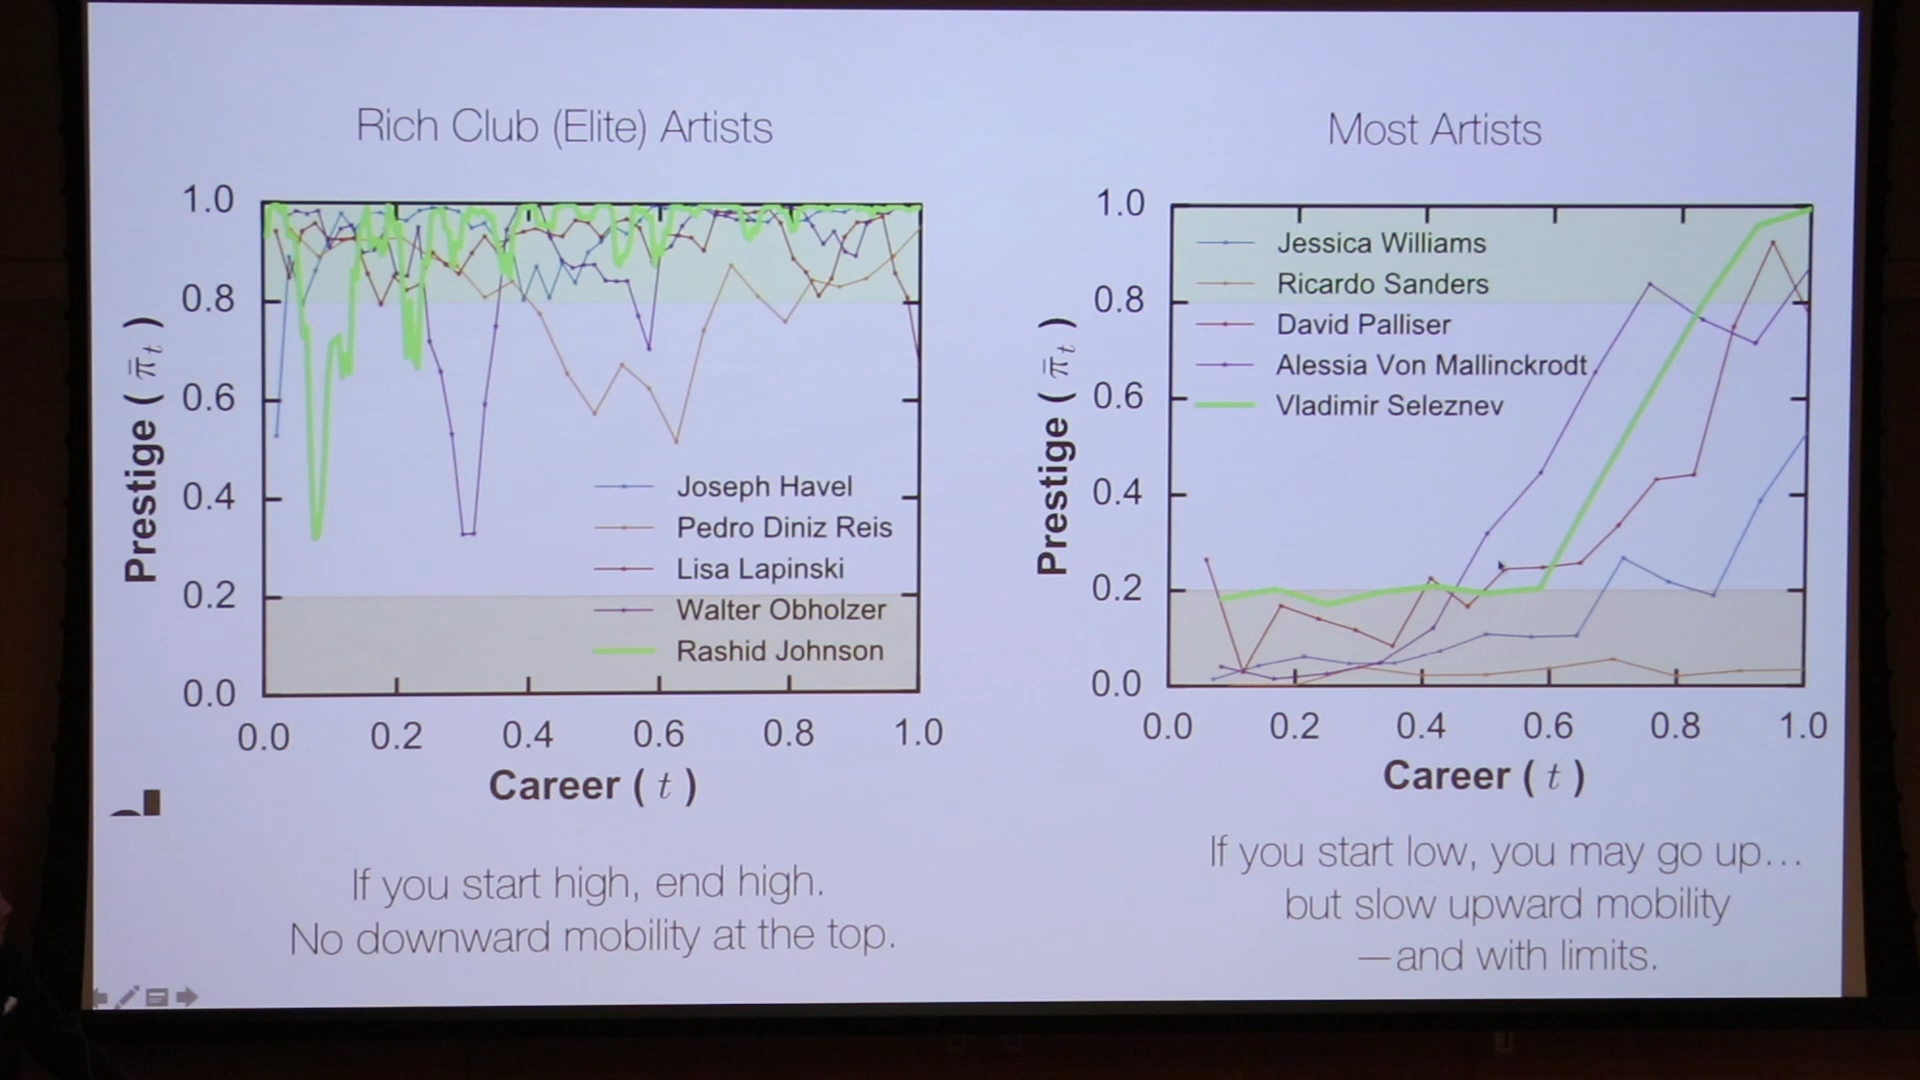 Rich Club (Elite) Artists
1.0
0.8
0.6
0.4
0.2
0.0
Prestige ( π̄t )
Joseph Havel
Pedro Diniz Reis
Lisa Lapinski
Walter Obholzer
Rashid Johnson
0.0 0.2 0.4 0.6 0.8 1.0
Career ( t )
If you start high, end high.
No downward mobility at the top.
Most Artists
1.0
0.8
0.6
0.4
0.2
0.0
Prestige ( π̄t )
Jessica Williams
Ricardo Sanders
David Palliser
Alessia Von Mallinckrodt
Vladimir Seleznev
0.0 0.2 0.4 0.6 0.8 1.0
Career ( t )
If you start low, you may go up...
but slow upward mobility
—and with limits.